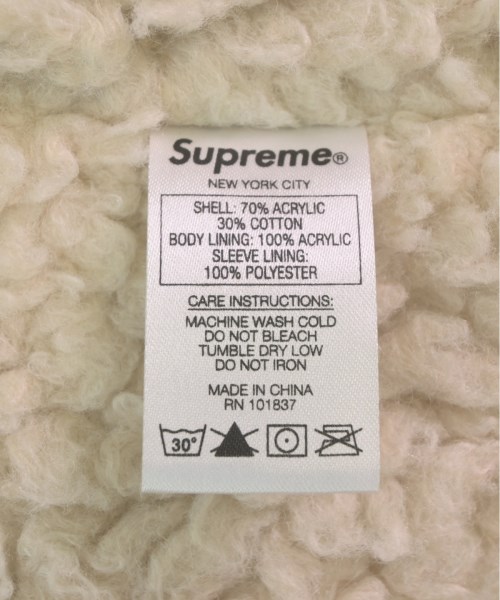 Supreme®
NEW YORK CITY
SHELL: 70% ACRYLIC
30% COTTON
BODY LINING: 100% ACRYLIC
SLEEVE LINING:
100% POLYESTER
CARE INSTRUCTIONS:
MACHINE WASH COLD
DO NOT BLEACH
TUMBLE DRY LOW
DO NOT IRON
MADE IN CHINA
RN 101837
30°